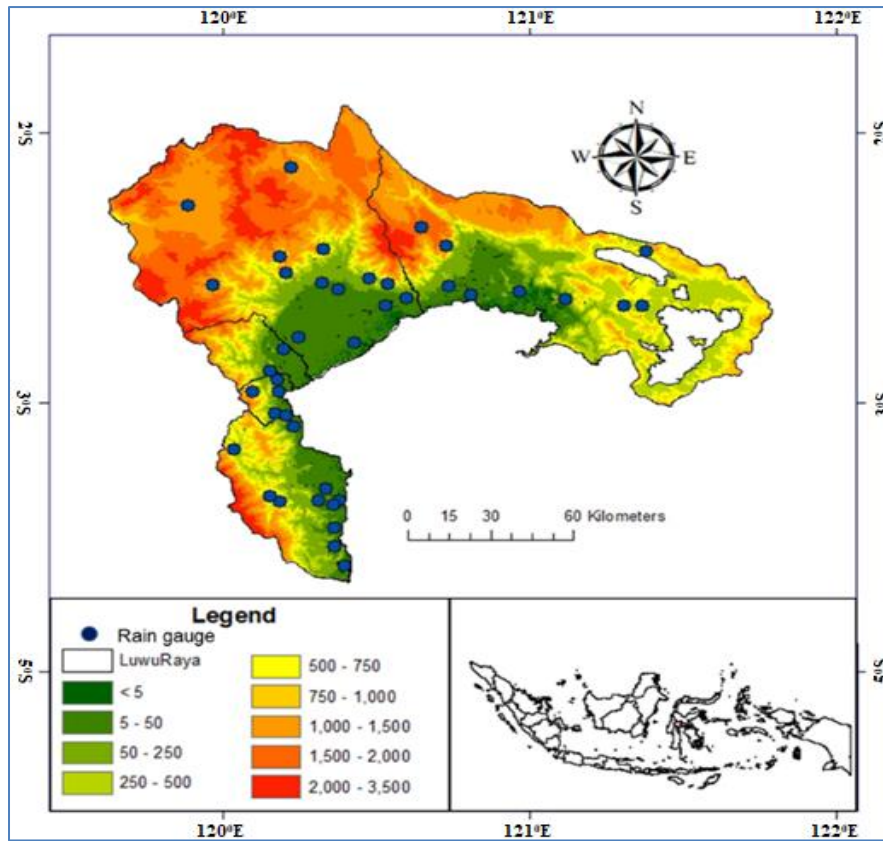 120°E 121°E 122°E
2°S 2°S
N
W E
S
3°S 3°S
0 15 30 60 Kilometers
Legend
Rain gauge
LuwuRaya
< 5
5 - 50
50 - 250
250 - 500
500 - 750
750 - 1,000
1,000 - 1,500
1,500 - 2,000
2,000 - 3,500
5°S
120°E 121°E 122°E